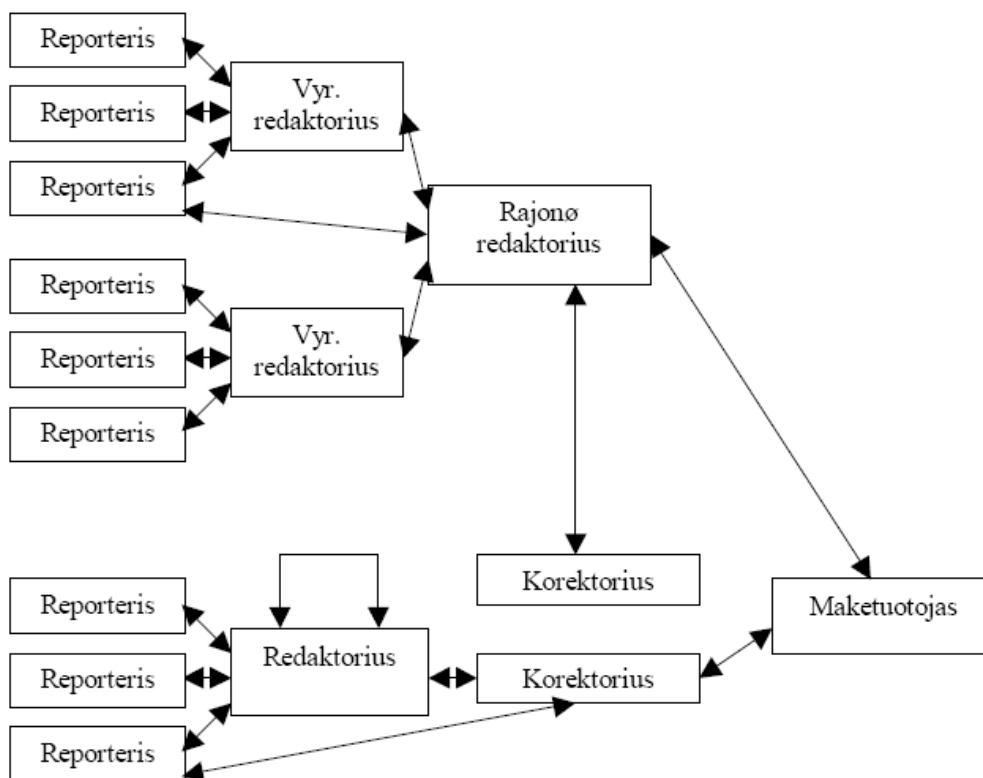 Reporteris
Reporteris
Reporteris
Vyr.
redaktorius
Rajonø
redaktorius
Reporteris
Reporteris
Reporteris
Vyr.
redaktorius
Korektorius
Maketuotojas
Reporteris
Reporteris
Reporteris
Redaktorius
Korektorius